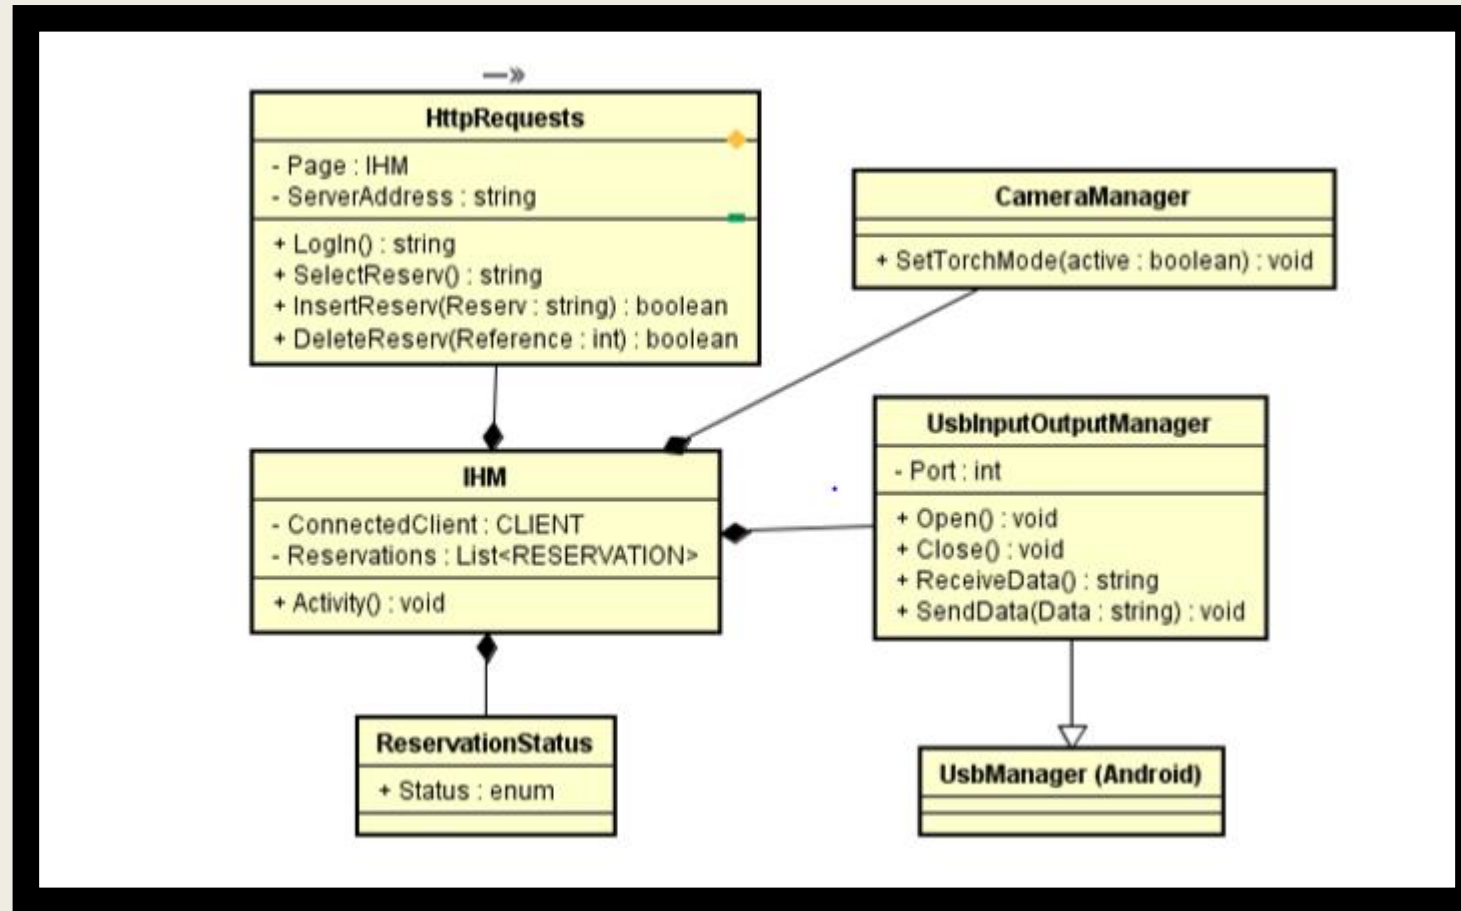 HttpRequests
- Page : IHM
- ServerAddress : string
+ LogIn() : string
+ SelectReserv() : string
+ InsertReserv(Reserv : string) : boolean
+ DeleteReserv(Reference : int) : boolean
CameraManager
+ SetTorchMode(active : boolean) : void
UsbInputOutputManager
- Port : int
+ Open() : void
+ Close() : void
+ ReceiveData() : string
+ SendData(Data : string) : void
IHM
- ConnectedClient : CLIENT
- Reservations : List<RESERVATION>
+ Activity() : void
ReservationStatus
+ Status : enum
UsbManager (Android)